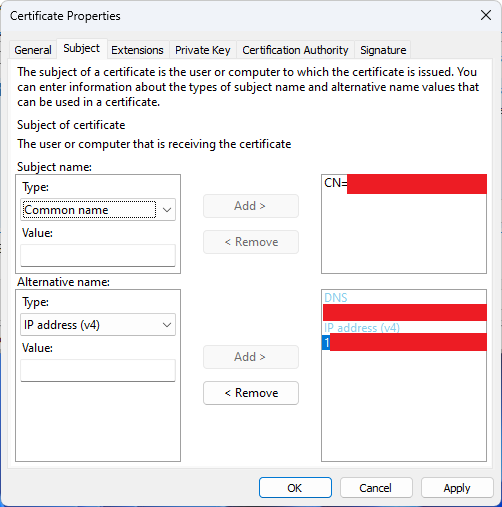 Certificate Properties
General Subject Extensions Private Key Certification Authority Signature
The subject of a certificate is the user or computer to which the certificate is issued. You
can enter information about the types of subject name and alternative name values that
can be used in a certificate.
Subject of certificate
The user or computer that is receiving the certificate
Subject name:
Type:
Common name
Value:
Add >
< Remove
CN=
Alternative name:
Type:
IP address (v4)
Value:
Add >
< Remove
DNS
IP address (v4)
1
OK Cancel Apply